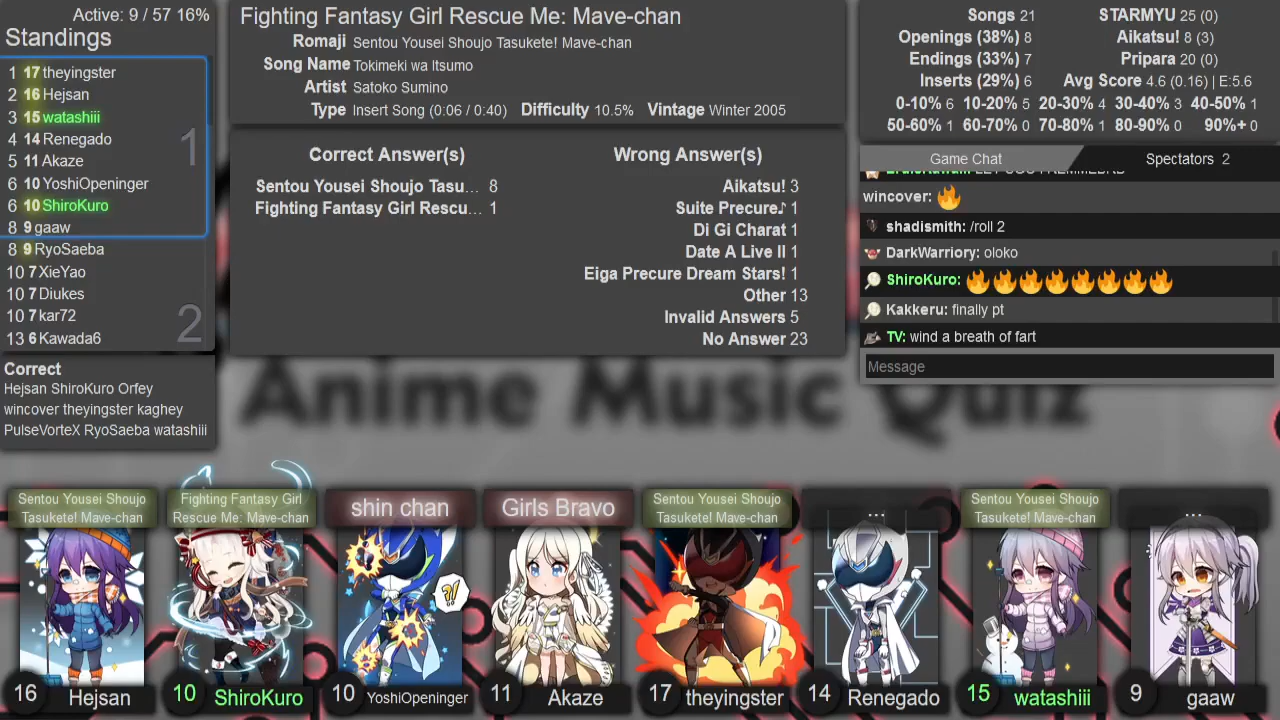 Active: 9 / 57 16%
Standings
1 17 theyingster
2 16 Hejsan
3 15 watashiii
4 14 Renegado
5 11 Akaze
6 10 YoshiOpeninger
6 10 ShiroKuro
8 9 gaaw
8 9 RyoSaeba
10 7 XieYao
10 7 Diukes
10 7 kar72
13 6 Kawada6
1
2
Correct
Hejsan ShiroKuro Orfey
wincover theyingster kaghey
PulseVorteX RyoSaeba watashiii
Fighting Fantasy Girl Rescue Me: Mave-chan
Romaji Sentou Yousei Shoujo Tasukete! Mave-chan
Song Name Tokimeki wa Itsumo
Artist Satoko Sumino
Type Insert Song (0:06 / 0:40) Difficulty 10.5% Vintage Winter 2005
Correct Answer(s)
Sentou Yousei Shoujo Tasu... 8
Fighting Fantasy Girl Rescu... 1
Wrong Answer(s)
Aikatsu! 3
Suite Precure♪ 1
Di Gi Charat 1
Date A Live II 1
Eiga Precure Dream Stars! 1
Other 13
Invalid Answers 5
No Answer 23
Songs 21 STARMYU 25 (0)
Openings (38%) 8 Aikatsu! 8 (3)
Endings (33%) 7 Pripara 20 (0)
Inserts (29%) 6 Avg Score 4.6 (0.16) | E:5.6
0-10% 6 10-20% 5 20-30% 4 30-40% 3 40-50% 1
50-60% 1 60-70% 0 70-80% 1 80-90% 0 90%+ 0
Game Chat Spectators 2
wincover: 🔥
shadismith: /roll 2
DarkWarriory: oloko
ShiroKuro: 🔥🔥🔥🔥🔥🔥🔥🔥
Kakkeru: finally pt
TV: wind a breath of fart
Message
Anime Music Quiz
Sentou Yousei Shoujo
Tasukete! Mave-chan
Fighting Fantasy Girl
Rescue Me: Mave-chan
shin chan
Girls Bravo
Sentou Yousei Shoujo
Tasukete! Mave-chan
...
Sentou Yousei Shoujo
Tasukete! Mave-chan
...
?!
16 Hejsan
10 ShiroKuro
10 YoshiOpeninger
11 Akaze
17 theyingster
14 Renegado
15 watashiii
9 gaaw